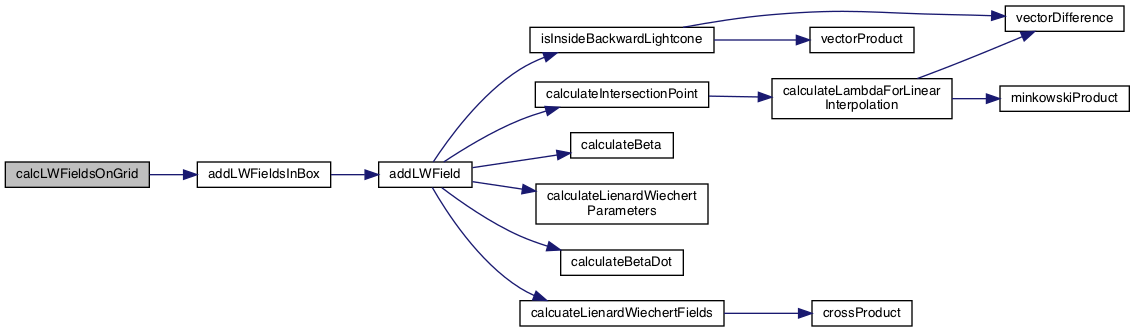 calcLWFieldsOnGrid
addLWFieldsInBox
addLWField
isInsideBackwardLightcone
vectorDifference
vectorProduct
calculateIntersectionPoint
calculateLambdaForLinear
Interpolation
minkowskiProduct
calculateBeta
calculateLienardWiechert
Parameters
calculateBetaDot
calcuateLienardWiechertFields
crossProduct